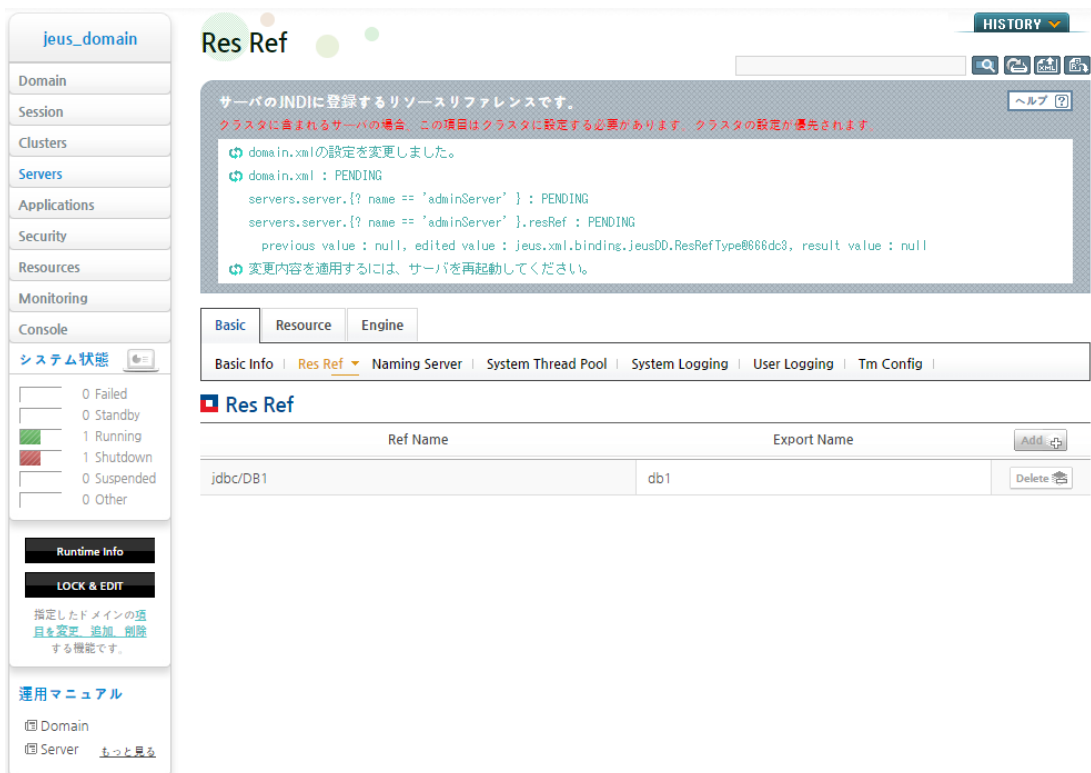 jeus_domain
Domain
Session
Clusters
Servers
Applications
Security
Resources
Monitoring
Console
システム状態
0 Failed
0 Standby
1 Running
1 Shutdown
0 Suspended
0 Other
Runtime Info
LOCK & EDIT
指定したドメインの項
目を変更、追加、削除
する機能です。
運用マニュアル
Domain
Server もっと見る
HISTORY
Res Ref
サーバのJNDIに登録するリソースリファレンスです。
ヘルプ ?
クラスタに含まれるサーバの場合、この項目はクラスタに設定する必要があります。クラスタの設定が優先されます。
domain.xmlの設定を変更しました。
domain.xml : PENDING
servers.server.{? name == 'adminServer' } : PENDING
servers.server.{? name == 'adminServer' }.resRef : PENDING
previous value : null, edited value : jeus.xml.binding.jeusDD.ResRefType@666dc3, result value : null
変更内容を適用するには、サーバを再起動してください。
Basic Resource Engine
Basic Info Res Ref Naming Server System Thread Pool System Logging User Logging Tm Config
Res Ref
Ref Name Export Name Add
jdbc/DB1 db1 Delete